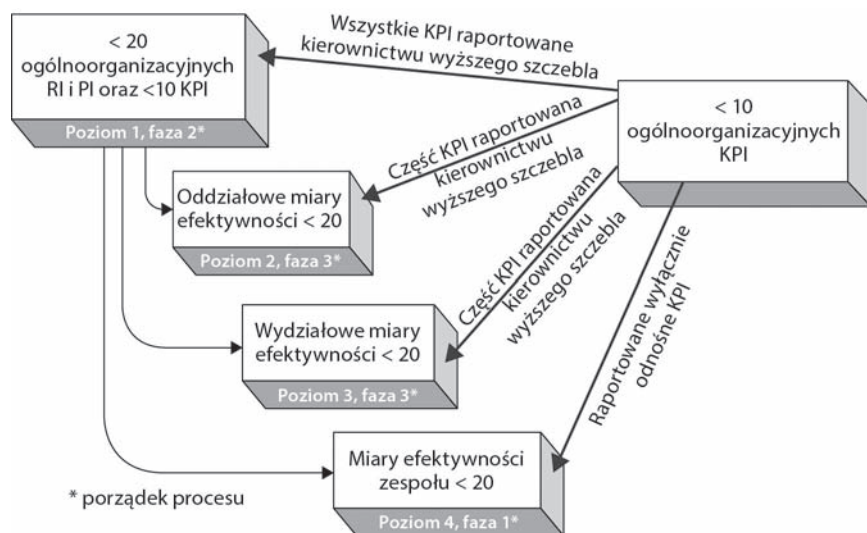 < 20
ogólnoorganizacyjnych
RI i PI oraz <10 KPI
Poziom 1, faza 2*
Wszystkie KPI raportowane
kierownictwu wyższego szczebla
< 10
ogólnoorganizacyjnych
KPI
Część KPI raportowana
kierownictwu
wyższego szczebla
Oddziałowe miary
efektywności < 20
Poziom 2, faza 3*
Część KPI raportowana
kierownictwu
wyższego szczebla
Wydziałowe miary
efektywności < 20
Poziom 3, faza 3*
Raportowane wyłącznie
odnośne KPI
Miary efektywności
zespołu < 20
Poziom 4, faza 1*
* porządek procesu